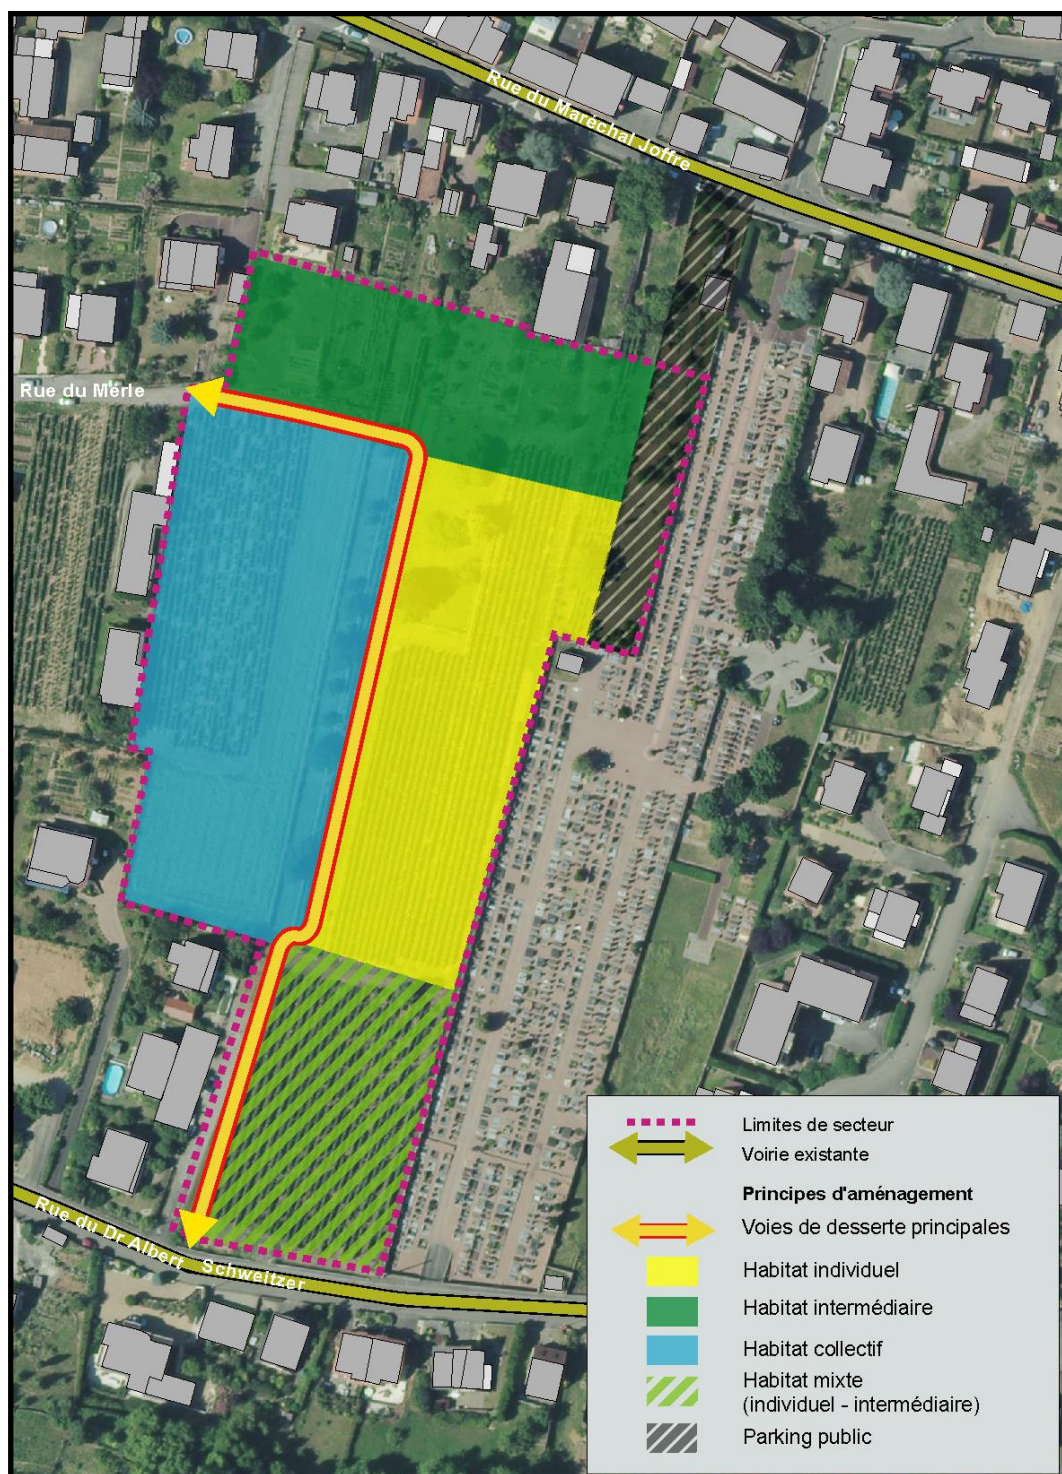 Rue du Maréchal Joffre
Rue du Merle
Rue du Dr Albert Schweitzer
Limites de secteur
Voirie existante
Principes d'aménagement
Voies de desserte principales
Habitat individuel
Habitat intermédiaire
Habitat collectif
Habitat mixte
(individuel - intermédiaire)
Parking public